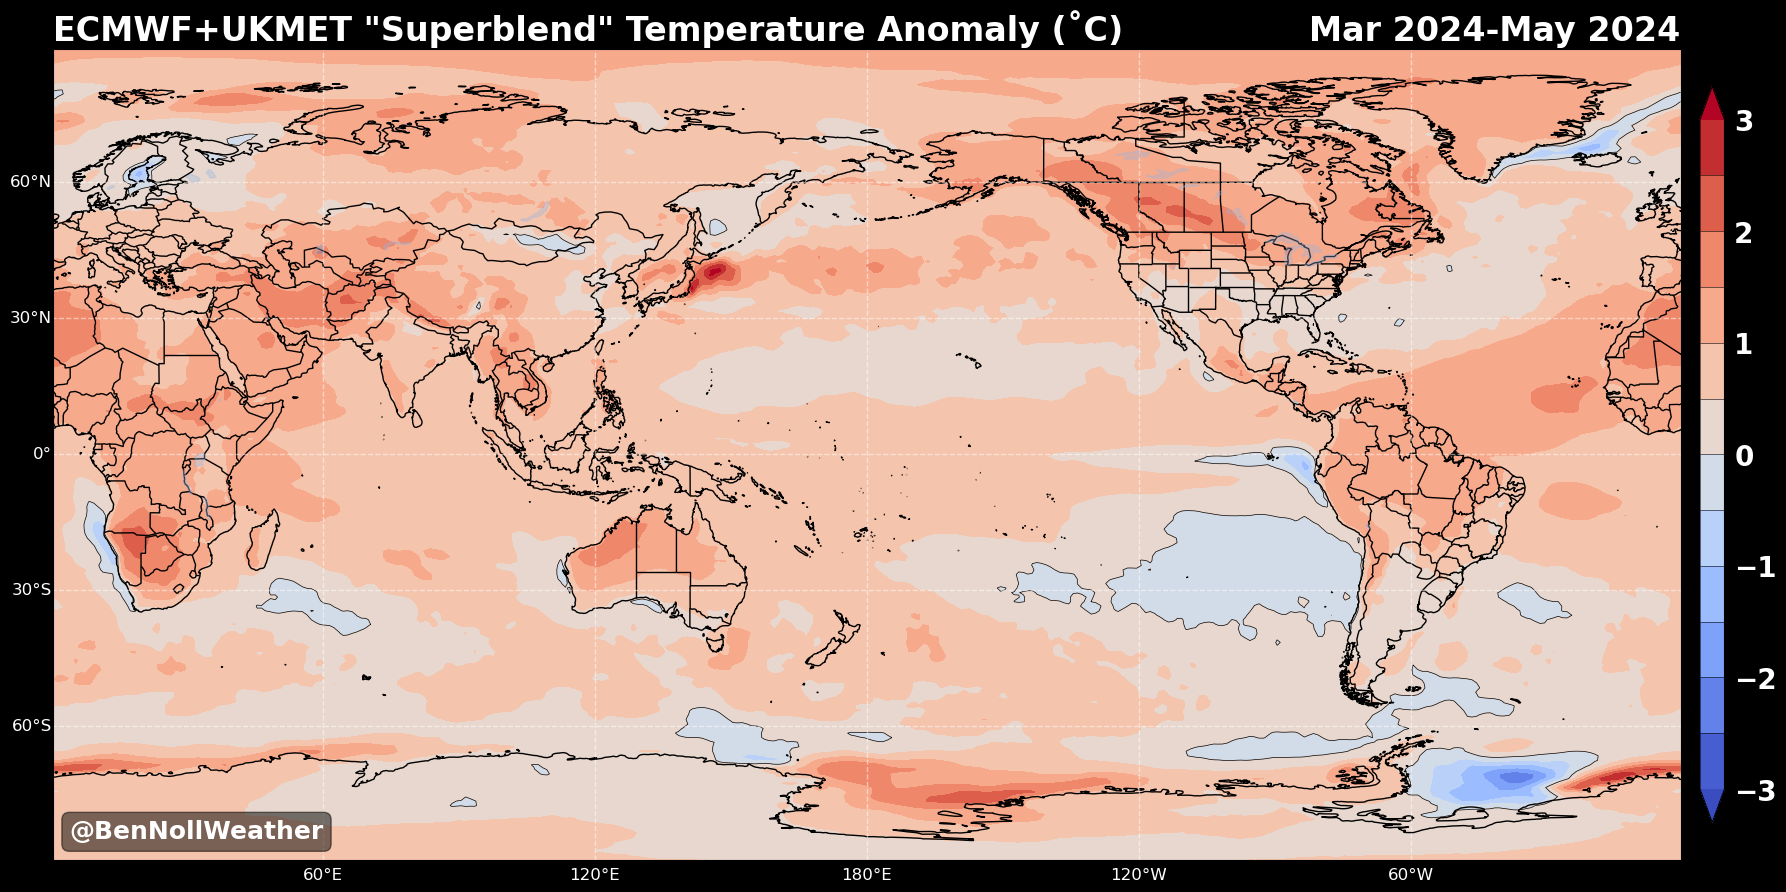 ECMWF+UKMET "Superblend" Temperature Anomaly (˚C) Mar 2024-May 2024
3
60°N
2
30°N
1
0°
0
−1
30°S
−2
60°S
−3
@BenNollWeather
60°E 120°E 180°E 120°W 60°W